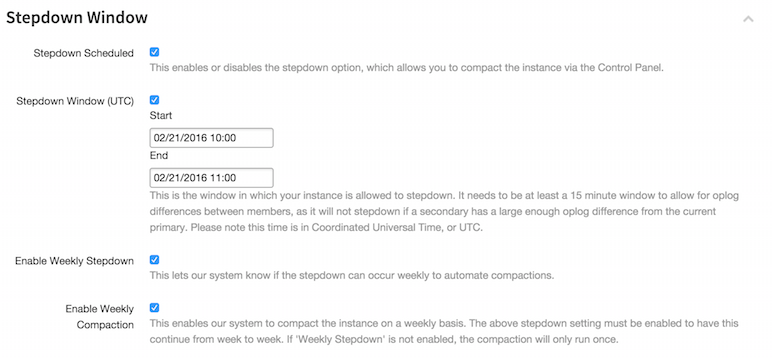 Stepdown Window
Stepdown Scheduled
This enables or disables the stepdown option, which allows you to compact the instance via the Control Panel.
Stepdown Window (UTC)
Start
02/21/2016 10:00
End
02/21/2016 11:00
This is the window in which your instance is allowed to stepdown. It needs to be at least a 15 minute window to allow for oplog
differences between members, as it will not stepdown if a secondary has a large enough oplog difference from the current
primary. Please note this time is in Coordinated Universal Time, or UTC.
Enable Weekly Stepdown
This lets our system know if the stepdown can occur weekly to automate compactions.
Enable Weekly
Compaction
This enables our system to compact the instance on a weekly basis. The above stepdown setting must be enabled to have this
continue from week to week. If 'Weekly Stepdown' is not enabled, the compaction will only run once.